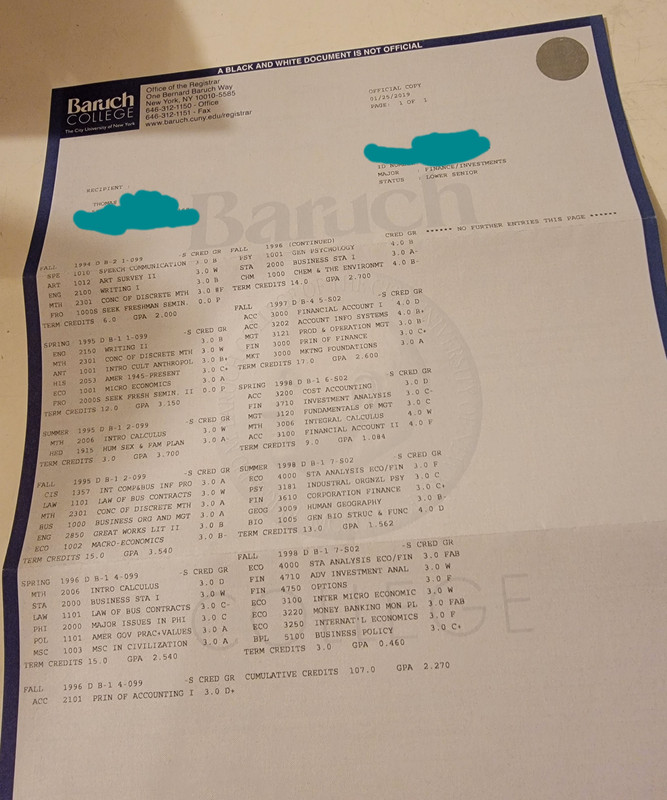 A BLACK AND WHITE DOCUMENT IS NOT OFFICIAL
Baruch
COLLEGE
The City University of New York
Office of the Registrar
One Bernard Baruch Way
New York, NY 10010-5585
646-312-1150 - Office
646-312-1151 - Fax
www.baruch.cuny.edu/registrar
OFFICIAL COPY
01/25/2019
PAGE: 1 OF 1
MAJOR : FINANCE/INVESTMENTS
STATUS : LOWER SENIOR
RECIPIENT :
Baruch
COLLEGE
FALL 1994 D B-2 1-099 -S CRED GR
SPE 1010 SPEECH COMMUNICATION 3.0 B
ART 1012 ART SURVEY II 3.0 W
ENG 2100 WRITING I 3.0 B
MTH 2301 CONC OF DISCRETE MTH 3.0 #F
FRO 1000S SEEK FRESHMAN SEMIN. 0.0 P
TERM CREDITS 6.0 GPA 2.000
SPRING 1995 D B-1 1-099 -S CRED GR
ENG 2150 WRITING II 3.0 B
MTH 2301 CONC OF DISCRETE MTH 3.0 W
ANT 1001 INTRO CULT ANTHROPOL 3.0 B+
HIS 2053 AMER 1945-PRESENT 3.0 C+
ECO 1001 MICRO ECONOMICS 3.0 A
FRO 2000S SEEK FRESH SEMIN. II 0.0 P
TERM CREDITS 12.0 GPA 3.150
SUMMER 1995 D B-1 2-099 -S CRED GR
MTH 2006 INTRO CALCULUS 3.0 W
HED 1915 HUM SEX & FAM PLAN 3.0 A-
TERM CREDITS 3.0 GPA 3.700
FALL 1995 D B-1 2-099 -S CRED GR
CIS 1357 INT COMP&BUS INF PRO 3.0 A
LAW 1101 LAW OF BUS CONTRACTS 3.0 W
MTH 2301 CONC OF DISCRETE MTH 3.0 A
BUS 1000 BUSINESS ORG AND MGT 3.0 A
ENG 2850 GREAT WORKS LIT II 3.0 B
ECO 1002 MACRO-ECONOMICS 3.0 B-
TERM CREDITS 15.0 GPA 3.540
SPRING 1996 D B-1 4-099 -S CRED GR
MTH 2006 INTRO CALCULUS 3.0 D
STA 2000 BUSINESS STA I 3.0 W
LAW 1101 LAW OF BUS CONTRACTS 3.0 C-
PHI 2000 MAJOR ISSUES IN PHI 3.0 C
POL 1101 AMER GOV PRAC+VALUES 3.0 A
MSC 1003 MSC IN CIVILIZATION 3.0 A
TERM CREDITS 15.0 GPA 2.540
FALL 1996 D B-1 4-099 -S CRED GR
ACC 2101 PRIN OF ACCOUNTING I 3.0 D+
FALL 1996 (CONTINUED) CRED GR
PSY 1001 GEN PSYCHOLOGY 4.0 B
STA 2000 BUSINESS STA I 3.0 A-
CHM 1000 CHEM & THE ENVIRONMT 4.0 B-
TERM CREDITS 14.0 GPA 2.700
FALL 1997 D B-4 5-S02 -S CRED GR
ACC 3000 FINANCIAL ACCOUNT I 4.0 D
ACC 3202 ACCOUNT INFO SYSTEMS 4.0 B+
MGT 3121 PROD & OPERATION MGT 3.0 B-
FIN 3000 PRIN OF FINANCE 3.0 C+
MKT 3000 MKTNG FOUNDATIONS 3.0 A
TERM CREDITS 17.0 GPA 2.600
SPRING 1998 D B-1 6-S02 -S CRED GR
ACC 3200 COST ACCOUNTING 3.0 D
FIN 3710 INVESTMENT ANALYSIS 3.0 C-
MGT 3120 FUNDAMENTALS OF MGT 3.0 C
MTH 3006 INTEGRAL CALCULUS 4.0 W
ACC 3100 FINANCIAL ACCOUNT II 4.0 F
TERM CREDITS 9.0 GPA 1.084
SUMMER 1998 D B-1 7-S02 -S CRED GR
ECO 4000 STA ANALYSIS ECO/FIN 3.0 F
PSY 3181 INDUSTRIAL ORGNZL PSY 3.0 C
FIN 3610 CORPORATION FINANCE 3.0 C+
GEOG 3009 HUMAN GEOGRAPHY 3.0 B-
BIO 1005 GEN BIO STRUC & FUNC 4.0 D
TERM CREDITS 13.0 GPA 1.562
FALL 1998 D B-1 7-S02 -S CRED GR
ECO 4000 STA ANALYSIS ECO/FIN 3.0 FAB
FIN 4710 ADV INVESTMENT ANAL 3.0 W
FIN 4750 OPTIONS 3.0 F
ECO 3100 INTER MICRO ECONOMIC 3.0 W
ECO 3220 MONEY BANKING MON PL 3.0 FAB
ECO 3250 INTERNAT'L ECONOMICS 3.0 F
BPL 5100 BUSINESS POLICY 3.0 C+
TERM CREDITS 3.0 GPA 0.460
CUMULATIVE CREDITS 107.0 GPA 2.270
****** NO FURTHER ENTRIES THIS PAGE ******